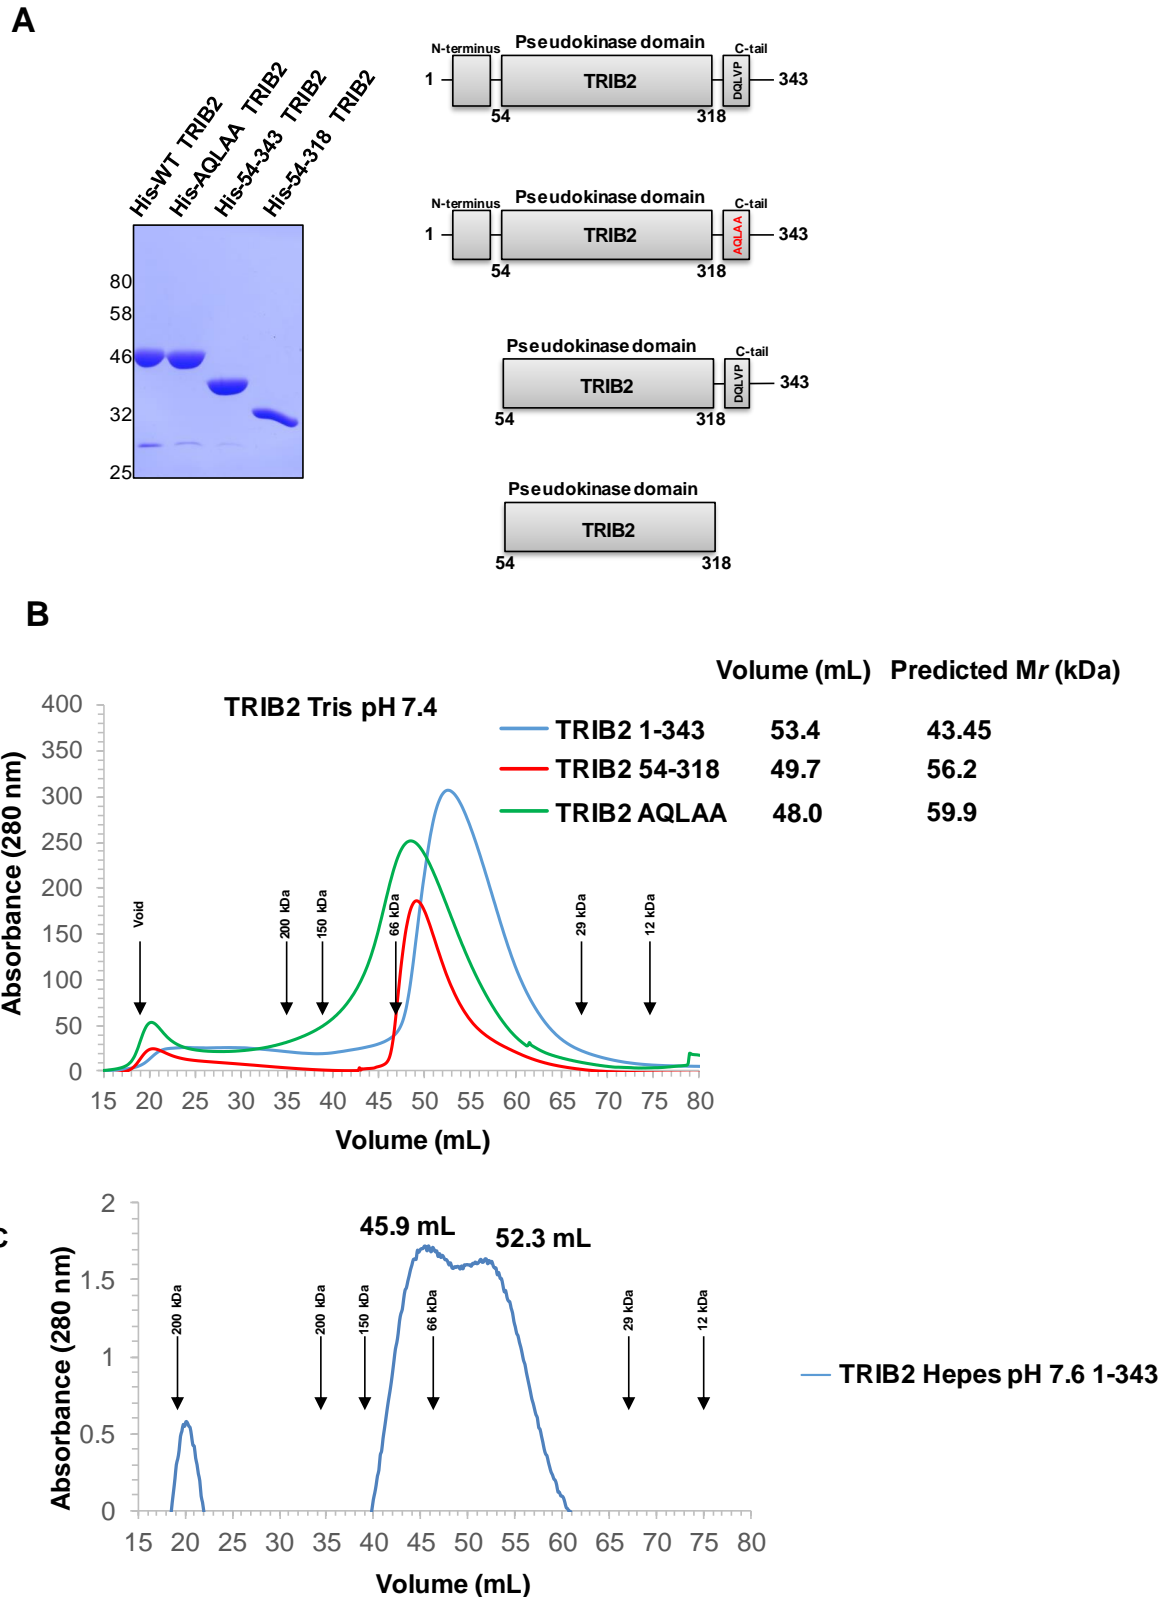 A
His-WT TRIB2
His-AQLAA TRIB2
His-54-343 TRIB2
His-54-318 TRIB2
80
58
46
32
25
N-terminus Pseudokinase domain C-tail
1 TRIB2 DQLVP 343
54 318
N-terminus Pseudokinase domain C-tail
1 TRIB2 AQLAA 343
54 318
Pseudokinase domain C-tail
TRIB2 DQLVP 343
54 318
Pseudokinase domain
TRIB2
54 318
B
Volume (mL) Predicted Mr (kDa)
TRIB2 Tris pH 7.4
TRIB2 1-343 53.4 43.45
TRIB2 54-318 49.7 56.2
TRIB2 AQLAA 48.0 59.9
Absorbance (280 nm)
400
350
300
250
200
150
100
50
0
Void
200 kDa
150 kDa
66 kDa
29 kDa
12 kDa
15 20 25 30 35 40 45 50 55 60 65 70 75 80
Volume (mL)
C
Absorbance (280 nm)
2
1.5
1
0.5
0
45.9 mL
52.3 mL
200 kDa
200 kDa
150 kDa
66 kDa
29 kDa
12 kDa
TRIB2 Hepes pH 7.6 1-343
15 20 25 30 35 40 45 50 55 60 65 70 75 80
Volume (mL)